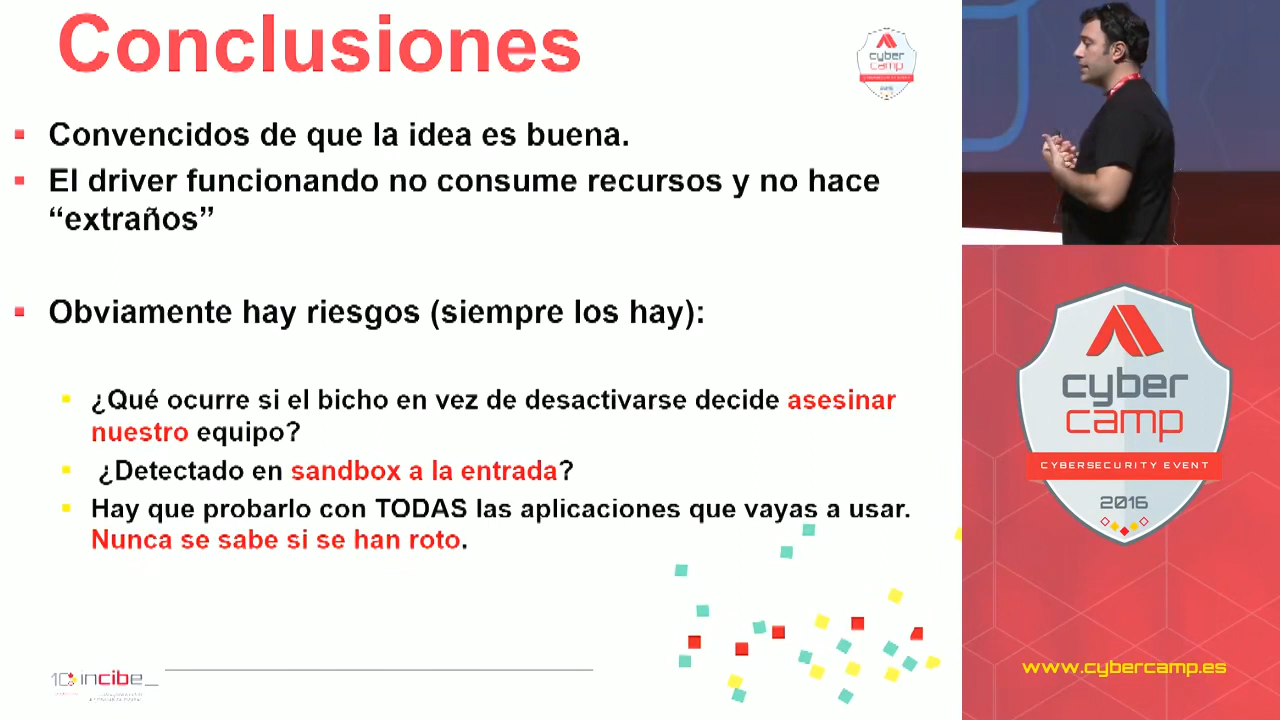 Conclusiones
cyber
camp
Convencidos de que la idea es buena.
El driver funcionando no consume recursos y no hace
“extraños”
Obviamente hay riesgos (siempre los hay):
¿Qué ocurre si el bicho en vez de desactivarse decide asesinar
nuestro equipo?
¿Detectado en sandbox a la entrada?
Hay que probarlo con TODAS las aplicaciones que vayas a usar.
Nunca se sabe si se han roto.
10 incibe_
cyber
camp
CYBERSECURITY EVENT
2016
www.cybercamp.es